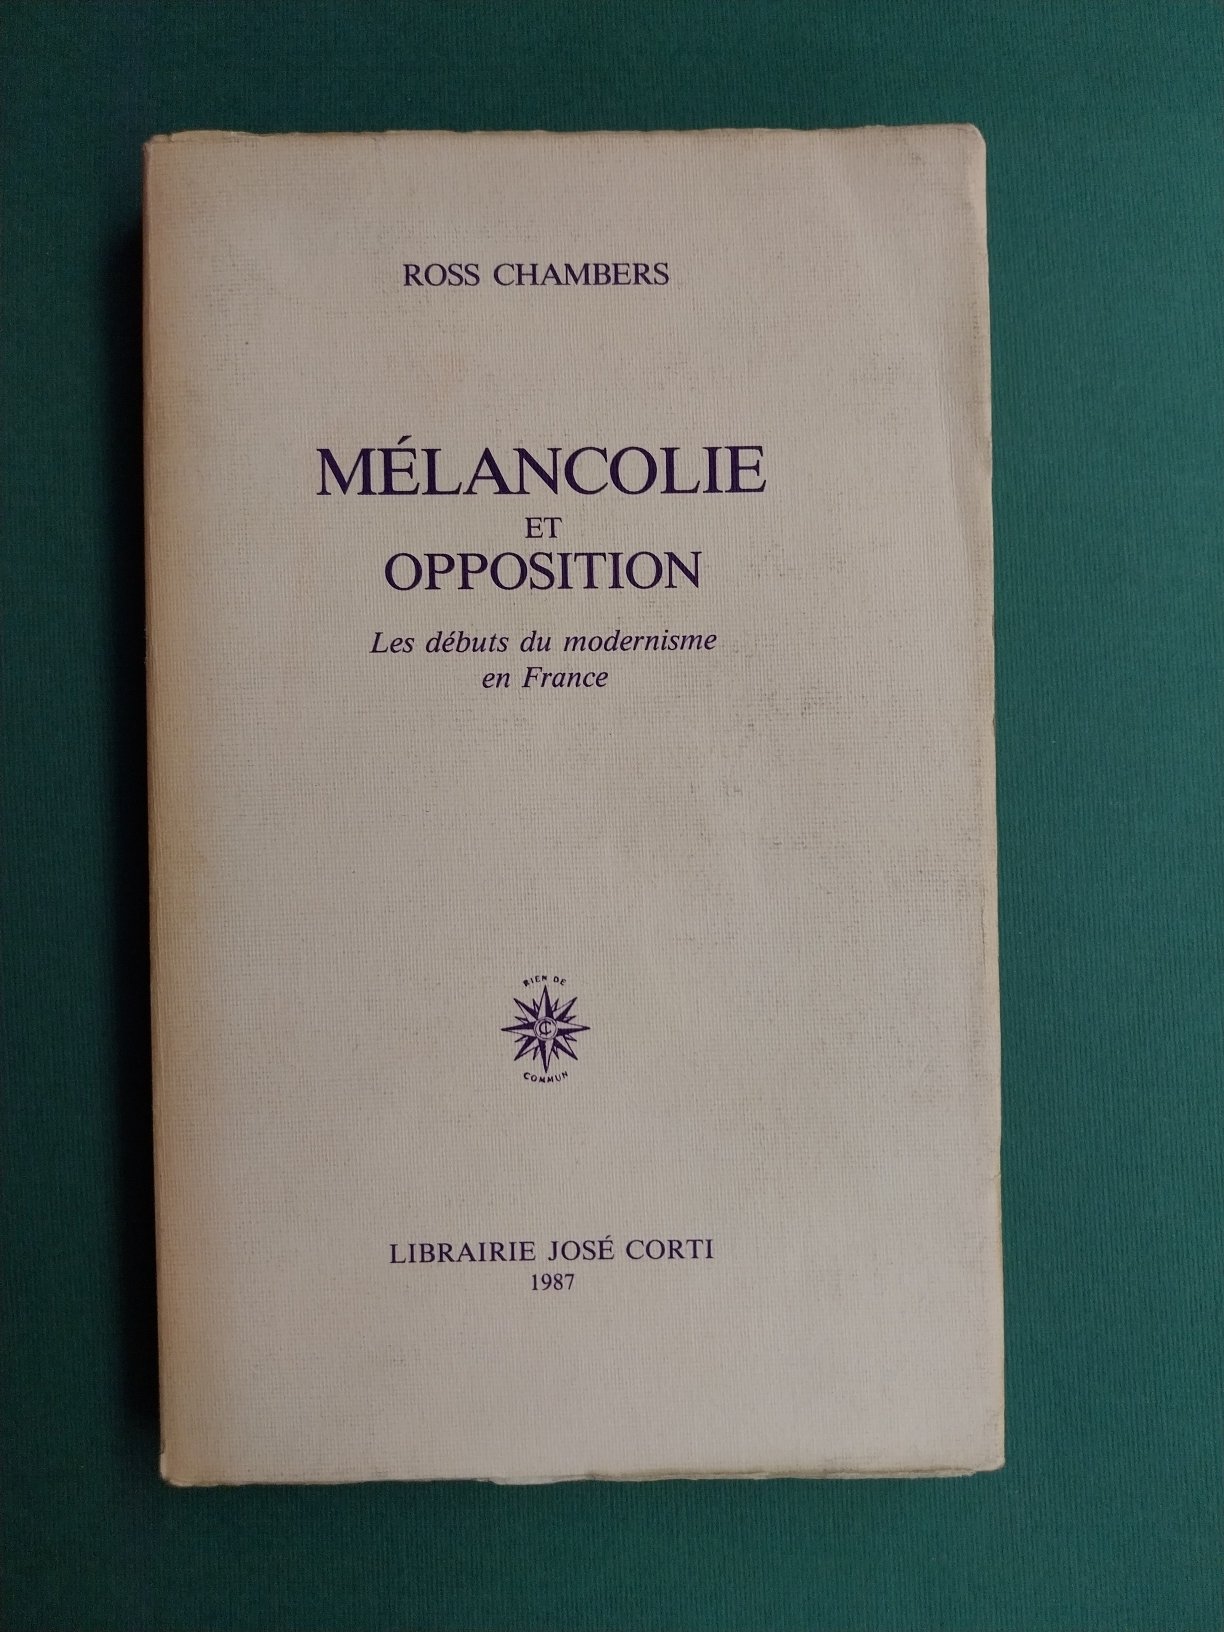 ROSS CHAMBERS
MÉLANCOLIE
ET
OPPOSITION
Les débuts du modernisme
en France
RIEN DE
COMMUN
LIBRAIRIE JOSÉ CORTI
1987